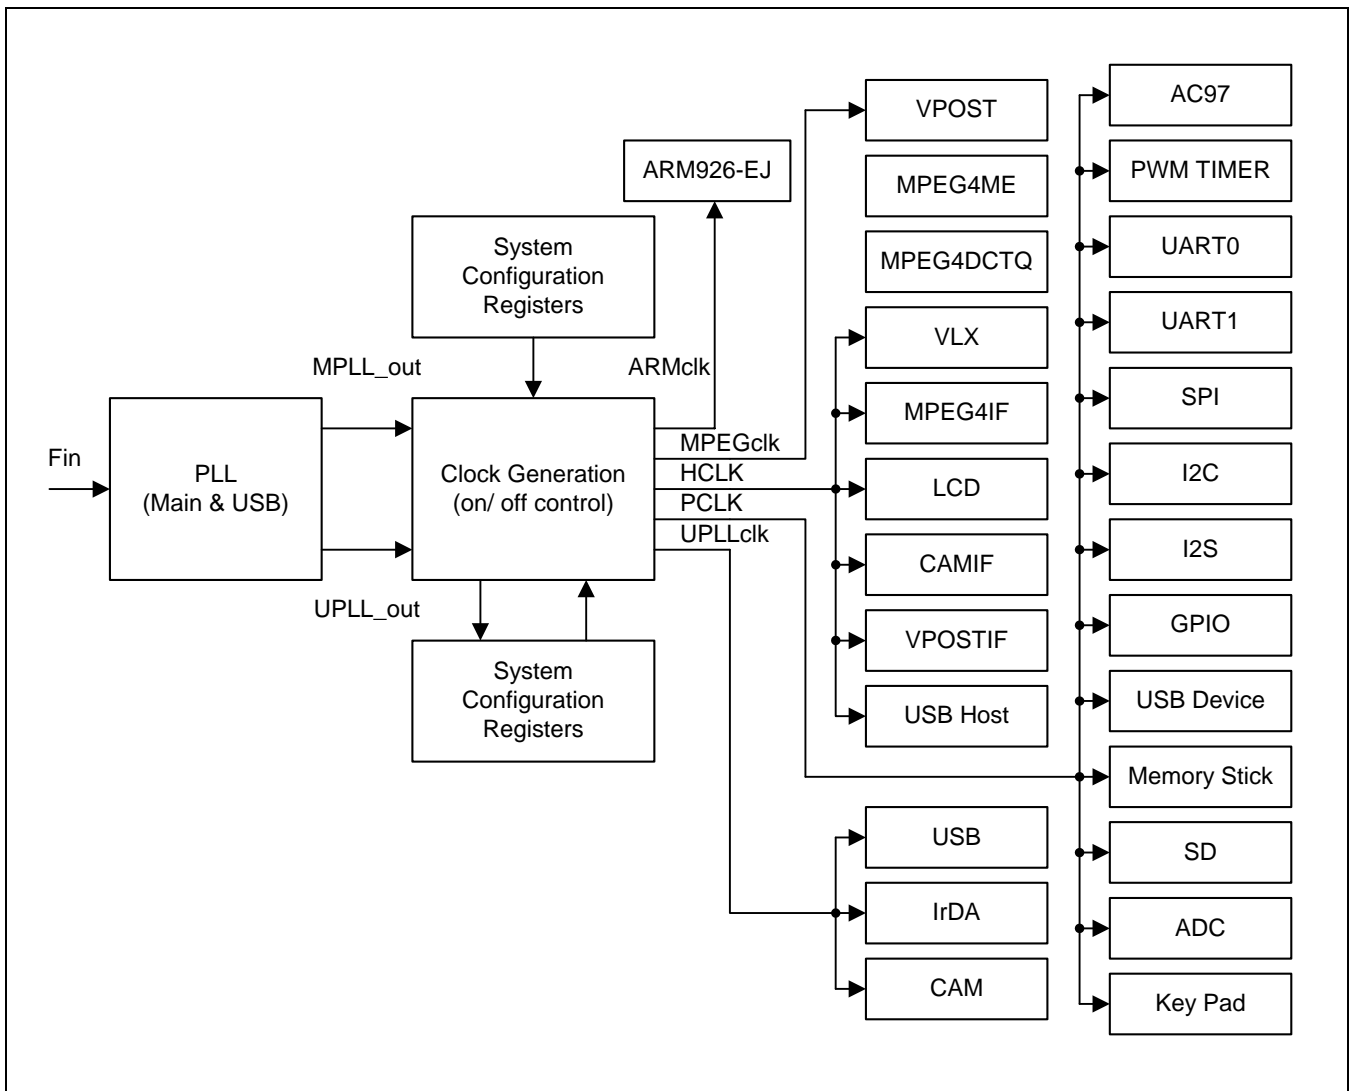 Fin
PLL
(Main & USB)
MPLL_out
UPLL_out
System
Configuration
Registers
Clock Generation
(on/ off control)
System
Configuration
Registers
ARM926-EJ
ARMclk
MPEGclk
HCLK
PCLK
UPLLclk
VPOST
MPEG4ME
MPEG4DCTQ
VLX
MPEG4IF
LCD
CAMIF
VPOSTIF
USB Host
USB
IrDA
CAM
AC97
PWM TIMER
UART0
UART1
SPI
I2C
I2S
GPIO
USB Device
Memory Stick
SD
ADC
Key Pad